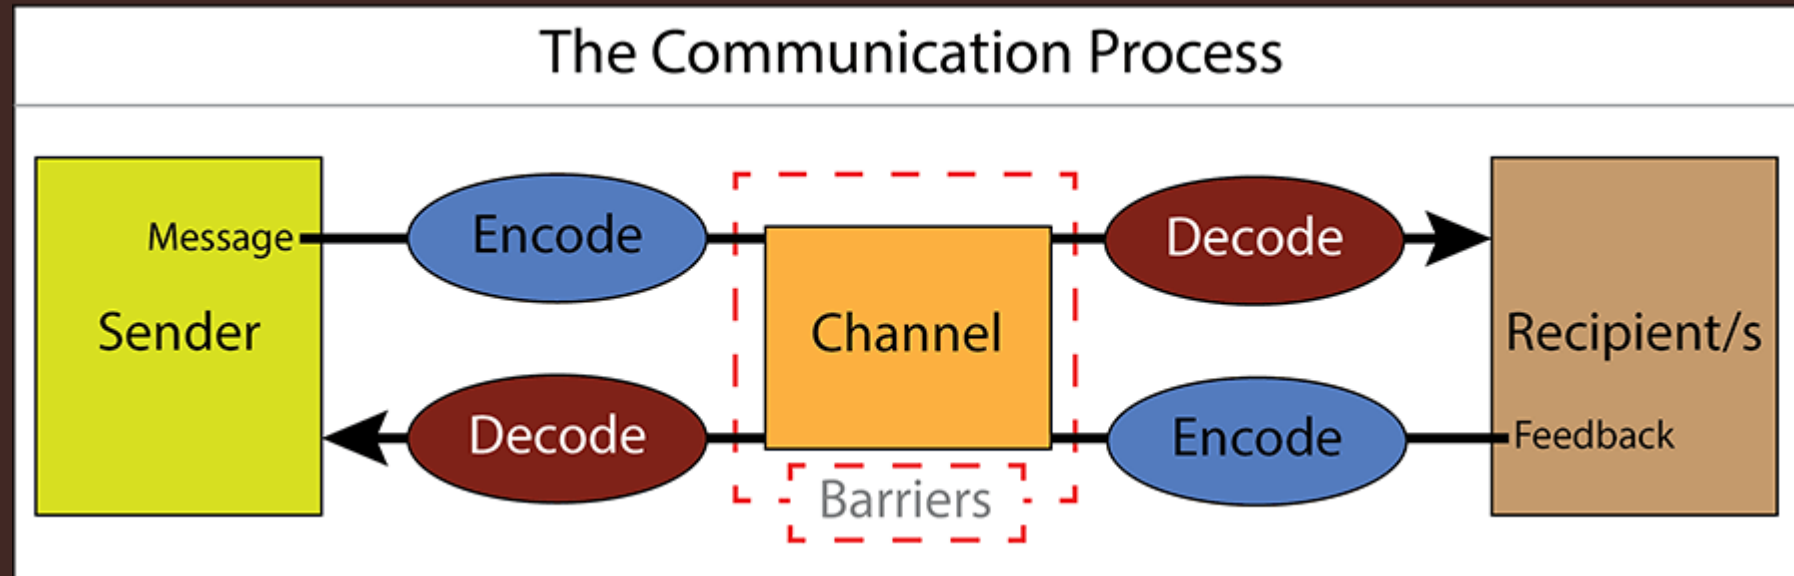 The Communication Process
Message
Encode
Decode
Sender
Channel
Recipient/s
Decode
Encode
Feedback
Barriers